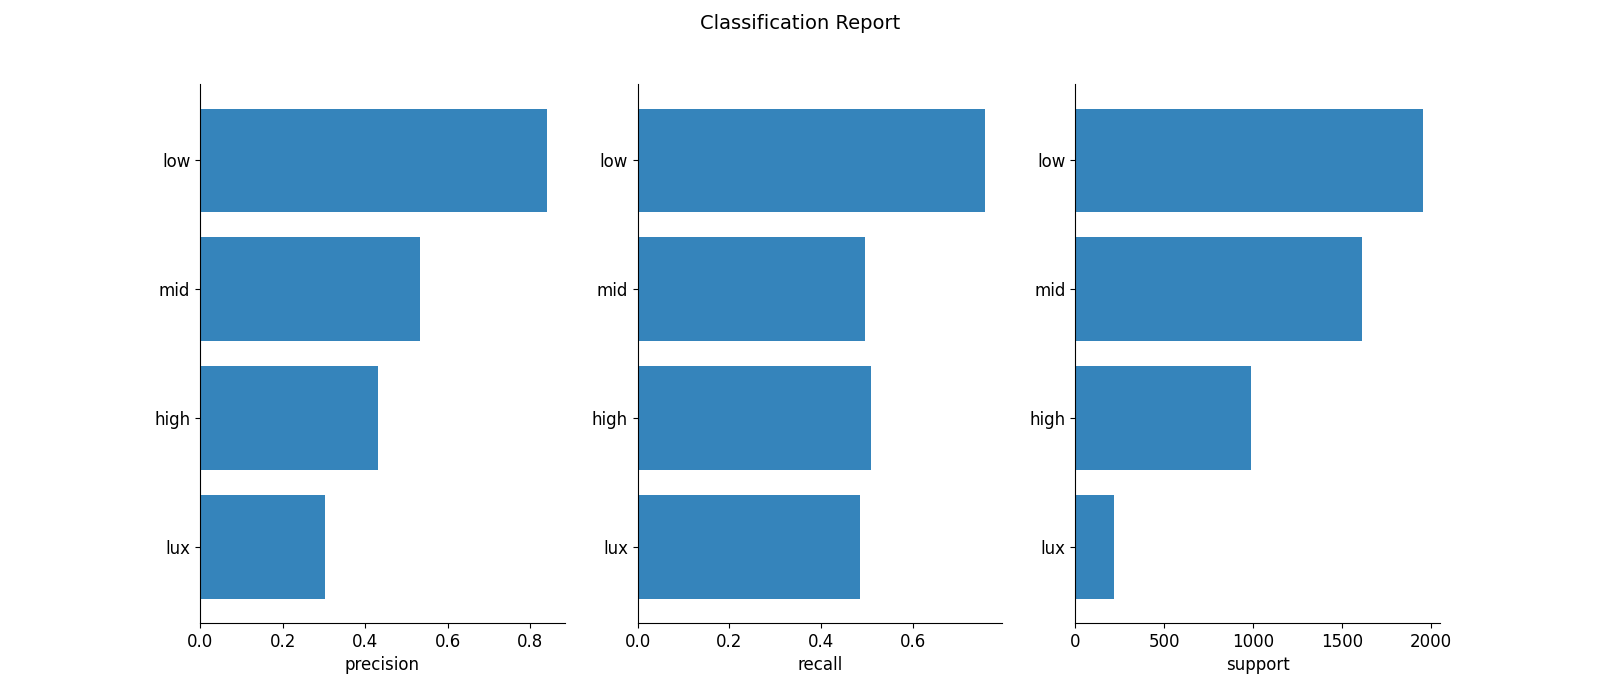 Classification Report
low
mid
high
lux
0.0 0.2 0.4 0.6 0.8
precision
low
mid
high
lux
0.0 0.2 0.4 0.6
recall
low
mid
high
lux
0 500 1000 1500 2000
support